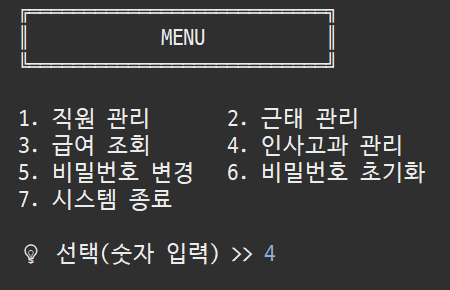 MENU
1. 직원 관리 2. 근태 관리
3. 급여 조회 4. 인사고과 관리
5. 비밀번호 변경 6. 비밀번호 초기화
7. 시스템 종료
선택(숫자 입력) >> 4